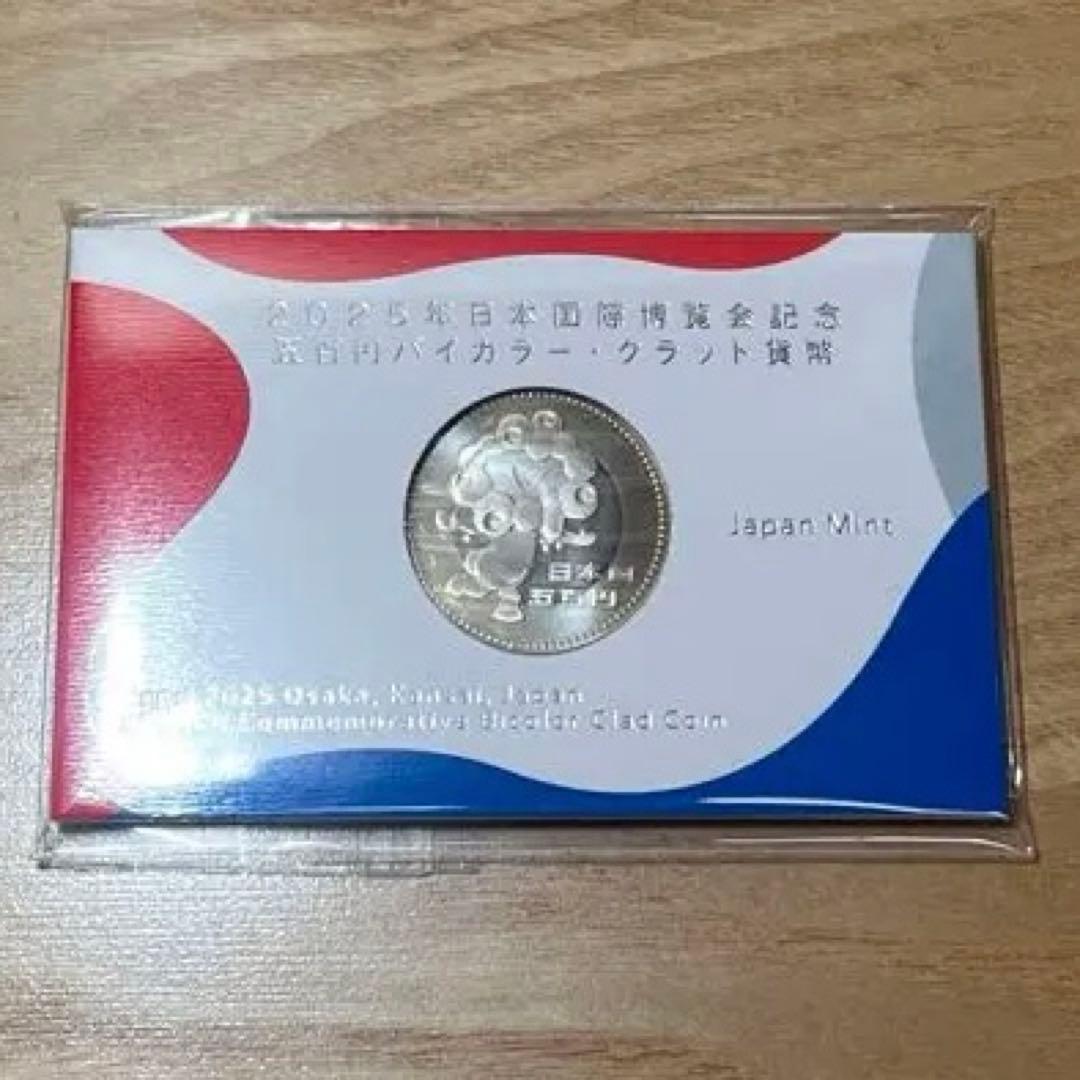 2025年日本国際博覧会記念
五百円バイカラー・クラッド貨幣
日本国
五百円
Japan Mint
2025 Osaka, Kansai, Japan
Commemorative Bicolor Clad Coin